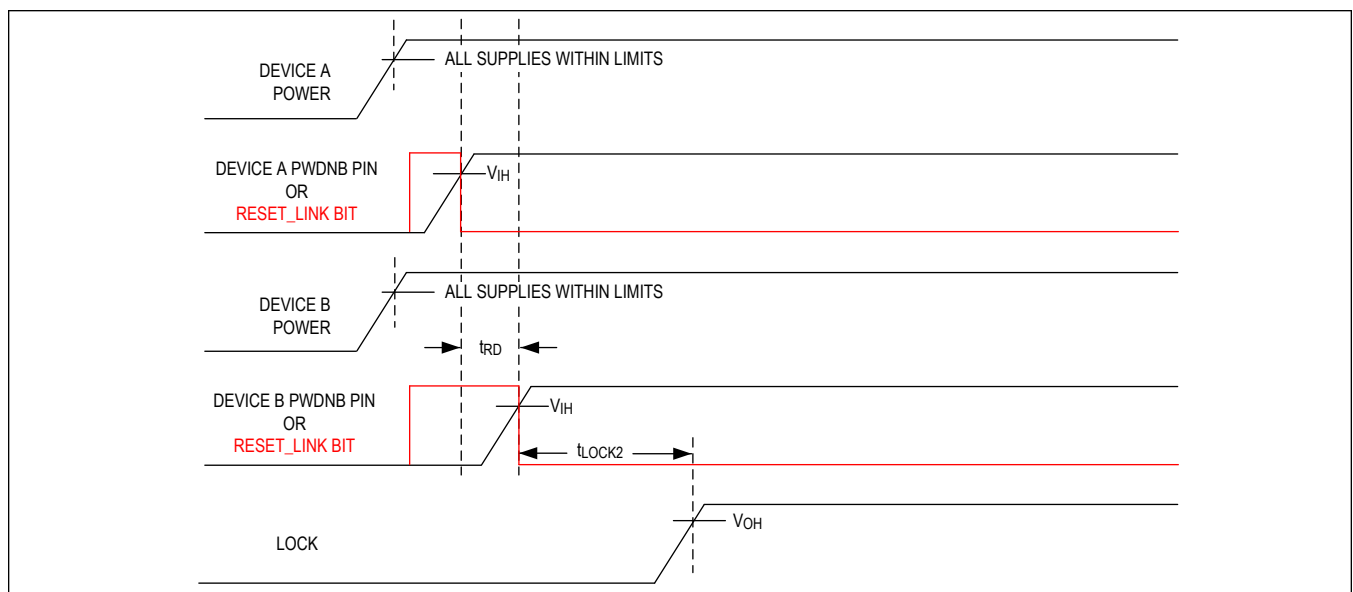 ALL SUPPLIES WITHIN LIMITS
DEVICE A
POWER
DEVICE A PWDNB PIN
OR
RESET_LINK BIT
VIH
ALL SUPPLIES WITHIN LIMITS
DEVICE B
POWER
tRD
DEVICE B PWDNB PIN
OR
RESET_LINK BIT
VIH
tLOCK2
VOH
LOCK